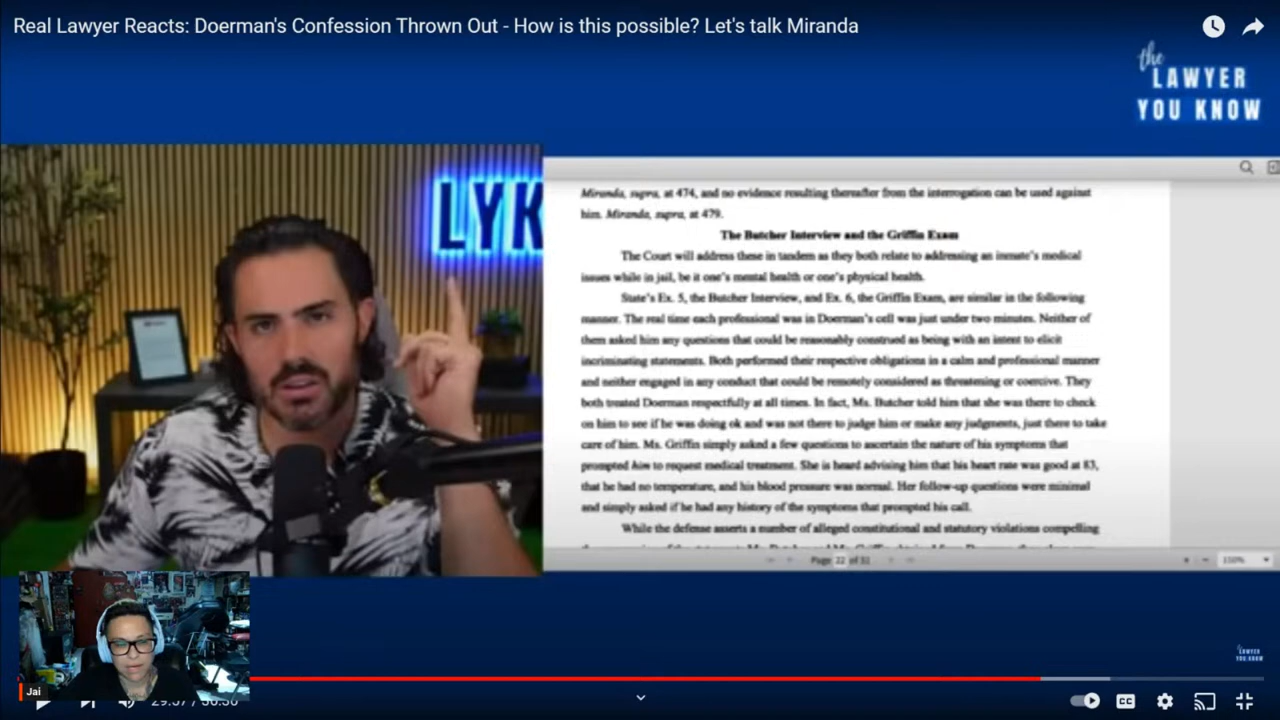 Real Lawyer Reacts: Doerman's Confession Thrown Out - How is this possible? Let's talk Miranda
the
LAWYER
YOU KNOW
LYK
Miranda, supra, at 474, and no evidence resulting thereafter from the interrogation can be used against
him. Miranda, supra, at 479.
The Butcher Interview and the Griffin Exam
The Court will address these in tandem as they both relate to addressing an inmate's medical
issues while in jail, be it one's mental health or one's physical health.
State's Ex. 5, the Butcher Interview, and Ex. 6, the Griffin Exam, are similar in the following
manner. The real time each professional was in Doerman's cell was just under two minutes. Neither of
them asked him any questions that could be reasonably construed as being with an intent to elicit
incriminating statements. Both performed their respective obligations in a calm and professional manner
and neither engaged in any conduct that could be remotely considered as threatening or coercive. They
both treated Doerman respectfully at all times. In fact, Ms. Butcher told him that she was there to check
on him to see if he was doing ok and was not there to judge him or make any judgments, just there to take
care of him. Ms. Griffin simply asked a few questions to ascertain the nature of his symptoms that
prompted him to request medical treatment. She is heard advising him that his heart rate was good at 83,
that he had no temperature, and his blood pressure was normal. Her follow-up questions were minimal
and simply asked if he had any history of the symptoms that prompted his call.
While the defense asserts a number of alleged constitutional and statutory violations compelling
Page 22 of 31
150%
LAWYER
YOU KNOW
Jai
CC